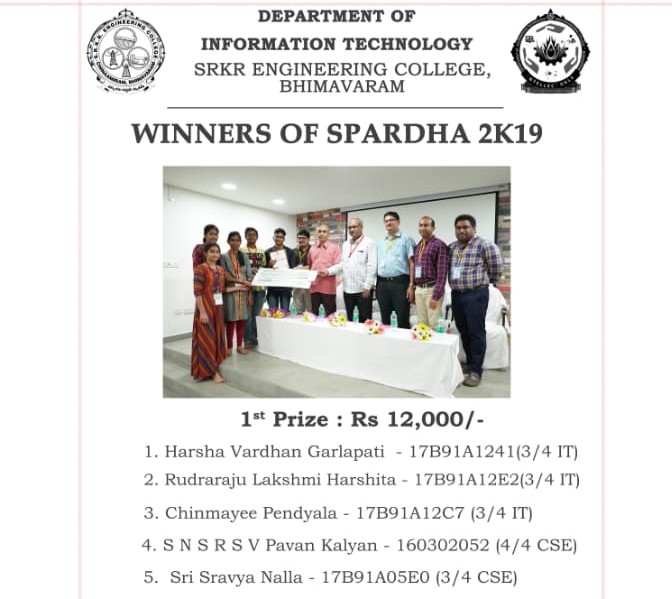 DEPARTMENT OF
INFORMATION TECHNOLOGY
SRKR ENGINEERING COLLEGE,
BHIMAVARAM
WINNERS OF SPARDHA 2K19
1st Prize : Rs 12,000/-
1. Harsha Vardhan Garlapati - 17B91A1241(3/4 IT)
2. Rudraraju Lakshmi Harshita - 17B91A12E2(3/4 IT)
3. Chinmayee Pendyala - 17B91A12C7 (3/4 IT)
4. S N S R S V Pavan Kalyan - 160302052 (4/4 CSE)
5. Sri Sravya Nalla - 17B91A05E0 (3/4 CSE)